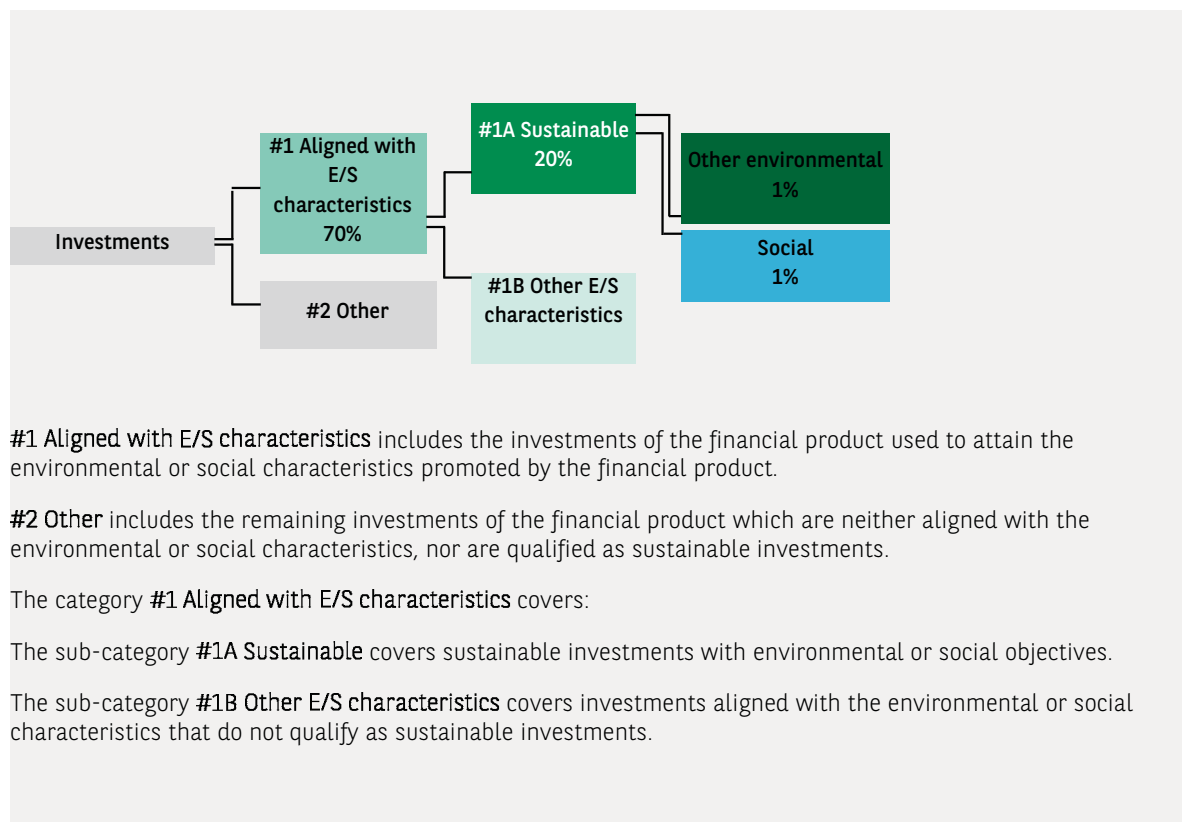 #1A Sustainable
20%
#1 Aligned with
E/S
characteristics
70%
Other environmental
1%
Investments
Social
1%
#2 Other
#1B Other E/S
characteristics
#1 Aligned with E/S characteristics includes the investments of the financial product used to attain the
environmental or social characteristics promoted by the financial product.
#2 Other includes the remaining investments of the financial product which are neither aligned with the
environmental or social characteristics, nor are qualified as sustainable investments.
The category #1 Aligned with E/S characteristics covers:
The sub-category #1A Sustainable covers sustainable investments with environmental or social objectives.
The sub-category #1B Other E/S characteristics covers investments aligned with the environmental or social
characteristics that do not qualify as sustainable investments.